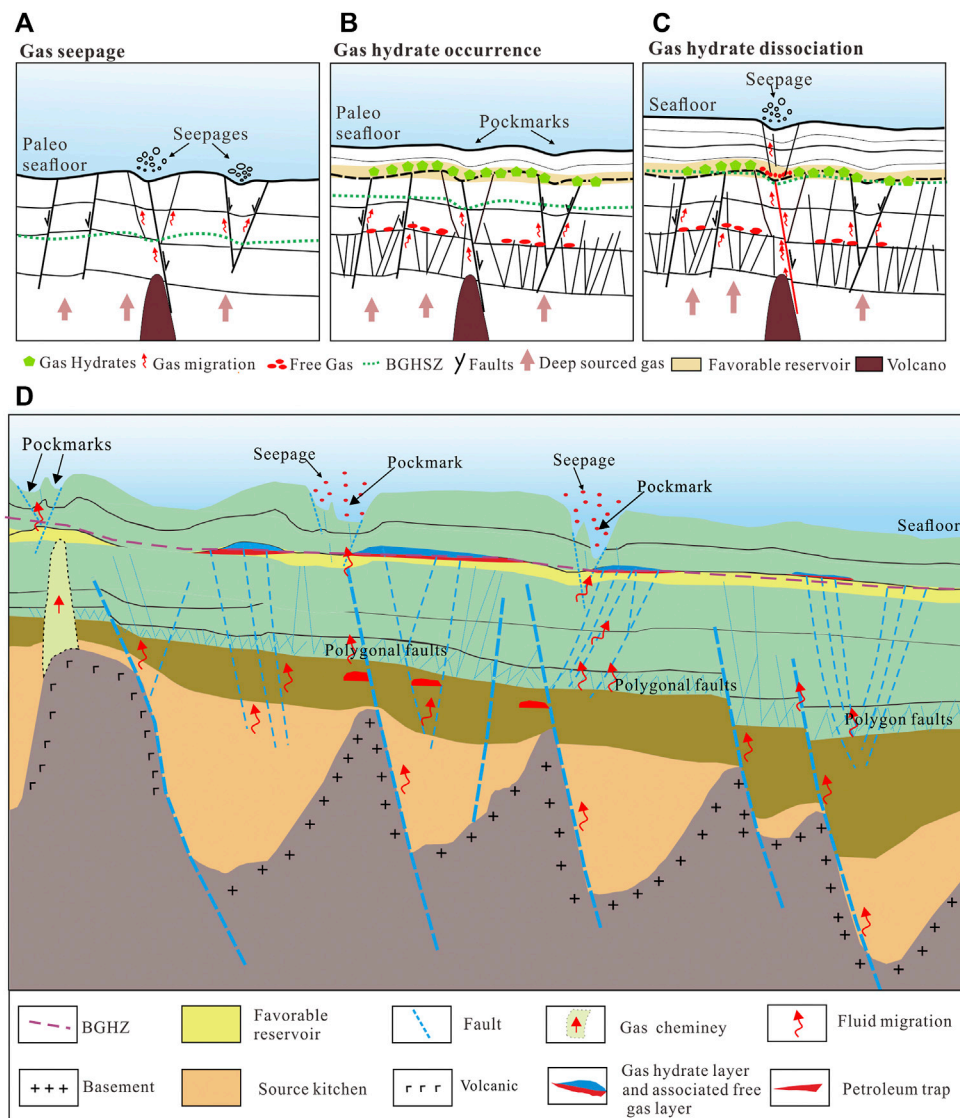 A
Gas seepage
B
Gas hydrate occurrence
C
Gas hydrate dissociation
Paleo
seafloor
Seepages
Paleo
seafloor
Pockmarks
Seepage
Seafloor
Gas Hydrates
Gas migration
Free Gas
BGHSZ
Faults
Deep sourced gas
Favorable reservoir
Volcano
D
Pockmarks
Seepage
Pockmark
Seepage
Pockmark
Seafloor
Polygonal faults
Polygonal faults
Polygon faults
BGHZ
Favorable
reservoir
Fault
Gas cheminey
Fluid migration
Basement
Source kitchen
Volcanic
Gas hydrate layer
and associated free
gas layer
Petroleum trap